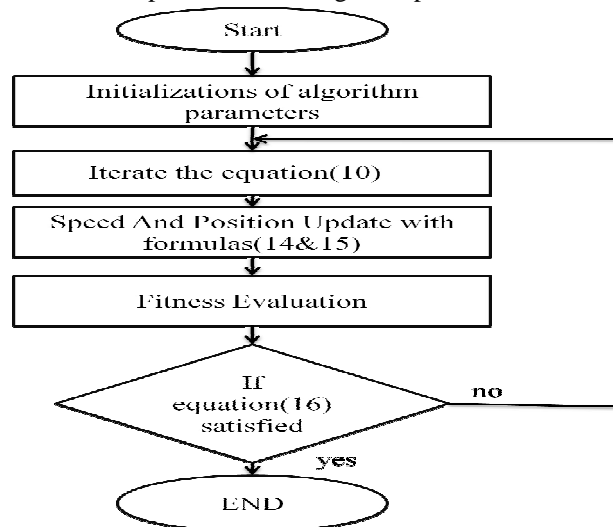 Start
Initializations of algorithm
parameters
Iterate the equation(10)
Speed And Position Update with
formulas(14&15)
Fitness Evaluation
If
equation(16)
satisfied
no
yes
END